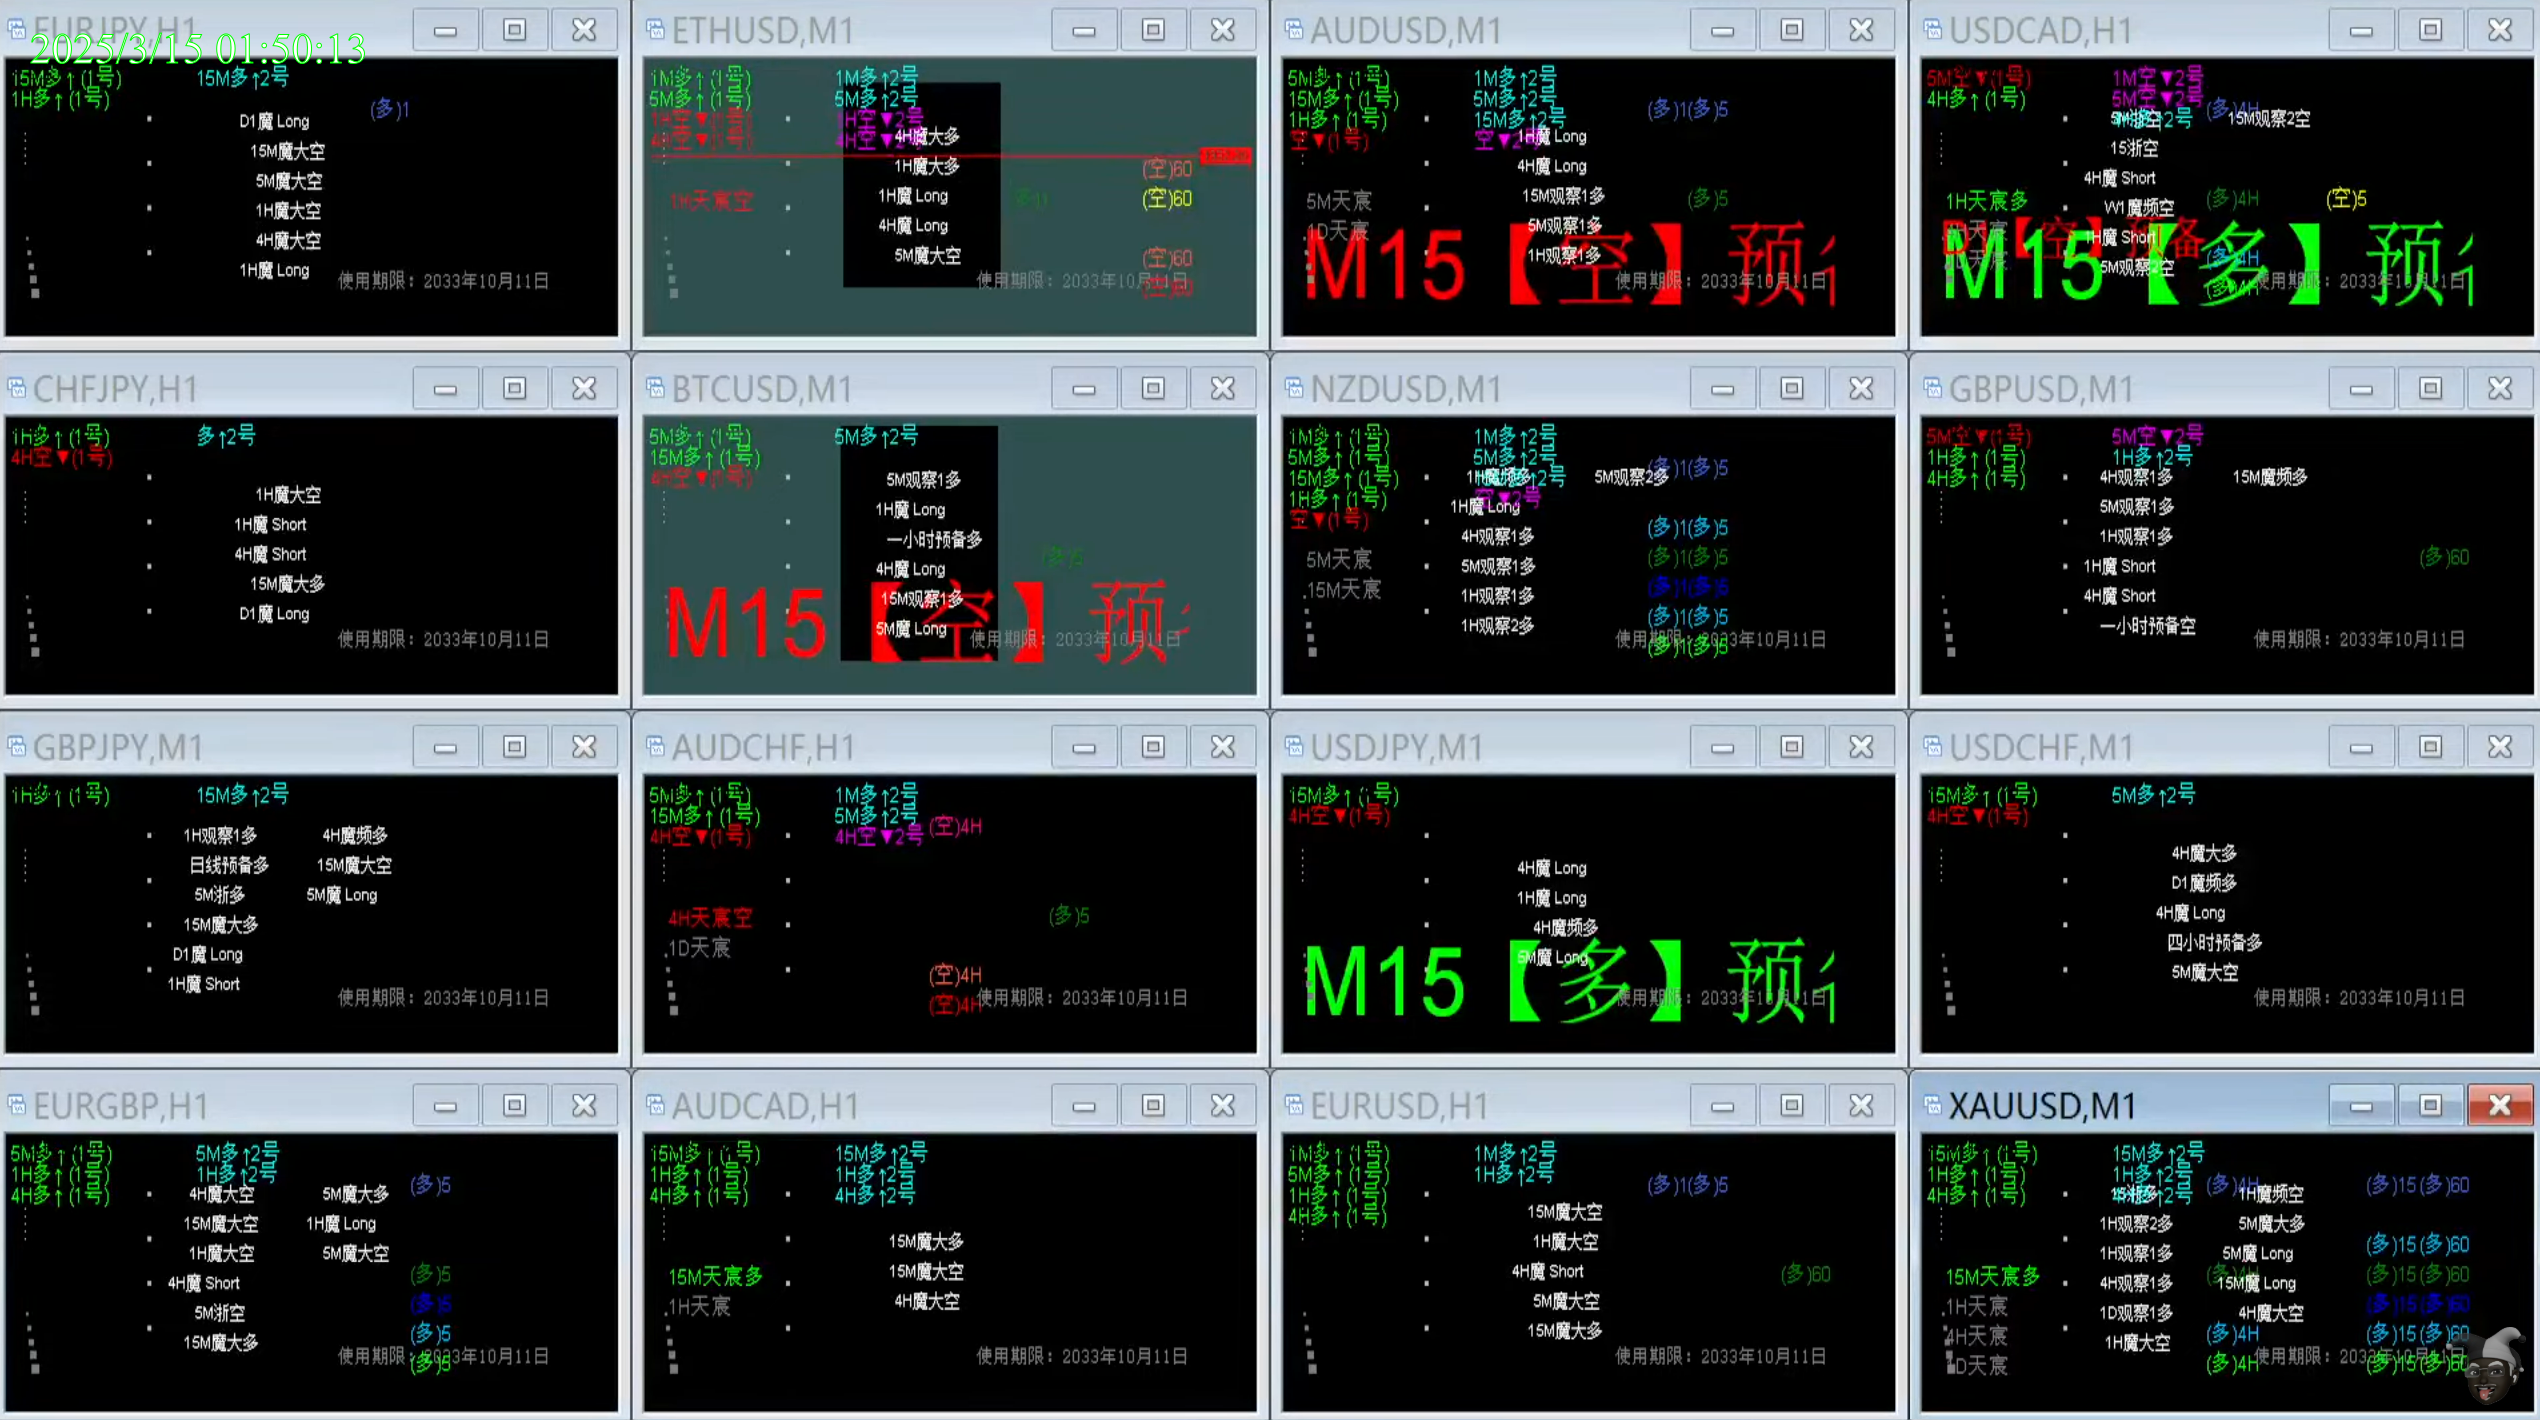 EURJPY,H1
2025/3/15 01:50:13
15M多↑(1号) 15M多↑2号
1H多↑(1号)
(多)1
D1魔 Long
15M魔大空
5M魔大空
1H魔大空
4H魔大空
1H魔 Long
使用期限：2033年10月11日
ETHUSD,M1
1M多↑(1号) 1M多↑2号
5M多↑(1号) 5M多↑2号
1H空▼(1号) 1H空▼2号
4H空▼(1号) 4H空▼2号
4H魔大多
1H魔大多
(空)60
1H魔 Long
1H天宸空
(空)60
4H魔 Long
5M魔大空
(空)60
使用期限：2033年10月11日
(空)60
AUDUSD,M1
5M多↑(1号) 1M多↑2号
15M多↑(1号) 5M多↑2号
(多)1(多)5
1H多↑(1号) 15M多↑2号
空▼(1号) 空▼2号
1H魔 Long
4H魔 Long
15M观察1多
5M天宸
(多)5
5M观察1多
1D天宸
1H观察1多
M15【空】预
使用期限：2033年10月11日
USDCAD,H1
5M空▼(1号) 1M空▼2号
4H多↑(1号) 5M空▼2号
(多)4H
5M浙空 15M观察2空
15浙空
4H魔 Short
1H天宸多
(多)4H (空)5
W1魔频空
1H魔 Short
5M观察2空
(多)4H
M15【多】预
(多)4H
使用期限：2033年10月11日
CHFJPY,H1
1H多↑(1号) 多↑2号
4H空▼(1号)
1H魔大空
1H魔 Short
4H魔 Short
15M魔大多
D1魔 Long
使用期限：2033年10月11日
BTCUSD,M1
5M多↑(1号) 5M多↑2号
15M多↑(1号)
4H空▼(1号)
5M观察1多
1H魔 Long
一小时预备多
(多)5
4H魔 Long
15M观察1多
5M魔 Long
M15【空】预
使用期限：2033年10月11日
NZDUSD,M1
1M多↑(1号) 1M多↑2号
5M多↑(1号) 5M多↑2号
(多)1(多)5
15M多↑(1号)
1H魔频多 5M观察2多
1H多↑(1号) 空▼2号
1H魔 Long
空▼(1号)
(多)1(多)5
4H观察1多
5M天宸
(多)1(多)5
5M观察1多
15M天宸
(多)1(多)5
1H观察1多
(多)1(多)5
1H观察2多
使用期限：2033年10月11日
(多)1(多)5
GBPUSD,M1
5M空▼(1号) 5M空▼2号
1H多↑(1号) 1H多↑2号
4H多↑(1号)
4H观察1多 15M魔频多
5M观察1多
1H观察1多
(多)60
1H魔 Short
4H魔 Short
一小时预备空
使用期限：2033年10月11日
GBPJPY,M1
1H多↑(1号) 15M多↑2号
1H观察1多 4H魔频多
日线预备多 15M魔大空
5M浙多 5M魔 Long
15M魔大多
D1魔 Long
1H魔 Short
使用期限：2033年10月11日
AUDCHF,H1
5M多↑(1号) 1M多↑2号
15M多↑(1号) 5M多↑2号
4H空▼(1号) 4H空▼2号
(空)4H
4H天宸空
(多)5
1D天宸
(空)4H
(空)4H
使用期限：2033年10月11日
USDJPY,M1
15M多↑(1号)
4H空▼(1号)
4H魔 Long
1H魔 Long
4H魔频多
5M魔 Long
M15【多】预
使用期限：2033年10月11日
USDCHF,M1
15M多↑(1号) 5M多↑2号
4H空▼(1号)
4H魔大多
D1魔频多
4H魔 Long
四小时预备多
5M魔大空
使用期限：2033年10月11日
EURGBP,H1
5M多↑(1号) 5M多↑2号
1H多↑(1号) 1H多↑2号
4H多↑(1号)
(多)5
4H魔大空 5M魔大多
15M魔大空 1H魔 Long
1H魔大空 5M魔大空
(多)5
4H魔 Short
(多)5
5M浙空
(多)5
15M魔大多
使用期限：2033年10月11日
(多)5
AUDCAD,H1
15M多↑(1号) 15M多↑2号
1H多↑(1号) 1H多↑2号
4H多↑(1号) 4H多↑2号
15M魔大多
15M天宸多
15M魔大空
1H天宸
4H魔大空
使用期限：2033年10月11日
EURUSD,H1
1M多↑(1号) 1M多↑2号
5M多↑(1号) 1H多↑2号
(多)1(多)5
1H多↑(1号)
4H多↑(1号)
15M魔大空
1H魔大空
4H魔 Short
(多)60
5M魔大空
15M魔大多
使用期限：2033年10月11日
XAUUSD,M1
15M多↑(1号) 15M多↑2号
1H多↑(1号) 1H多↑2号
(多)4H (多)15(多)60
4H多↑(1号) 4H多↑2号
1H魔频空
1H观察2多 5M魔大多
(多)15(多)60
1H观察1多 5M魔 Long
15M天宸多
(多)15(多)60
4H观察1多 15M魔 Long
1H天宸
(多)15(多)60
1D观察1多 4H魔大空
4H天宸
(多)4H (多)15(多)60
1H魔大空
1D天宸
(多)4H
使用期限：2033年10月11日
(多)15(多)60